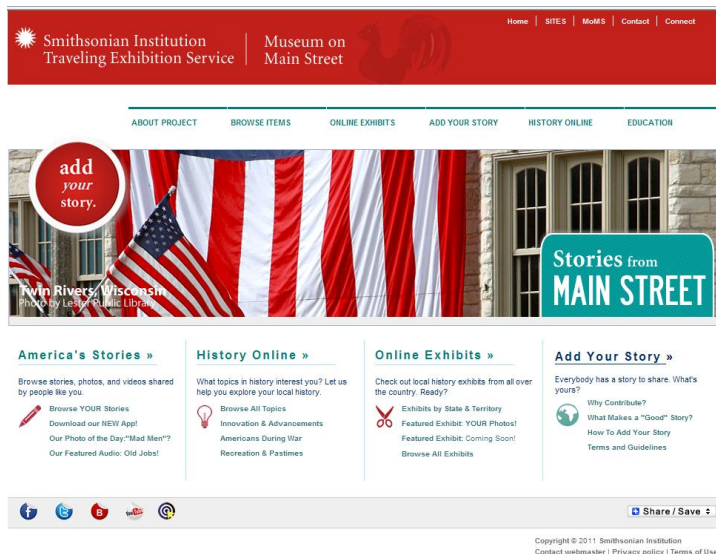 Home | SITES | MoMS | Contact | Connect
Smithsonian Institution
Traveling Exhibition Service
Museum on
Main Street
ABOUT PROJECT
BROWSE ITEMS
ONLINE EXHIBITS
ADD YOUR STORY
HISTORY ONLINE
EDUCATION
add
your
story.
Twin Rivers, Wisconsin
Photo by Lester Public Library
Stories from
MAIN STREET
America's Stories »
Browse stories, photos, and videos shared
by people like you.
Browse YOUR Stories
Download our NEW App!
Our Photo of the Day:"Mad Men"?
Our Featured Audio: Old Jobs!
History Online »
What topics in history interest you? Let us
help you explore your local history.
Browse All Topics
Innovation & Advancements
Americans During War
Recreation & Pastimes
Online Exhibits »
Check out local history exhibits from all over
the country. Ready?
Exhibits by State & Territory
Featured Exhibit: YOUR Photos!
Featured Exhibit: Coming Soon!
Browse All Exhibits
Add Your Story »
Everybody has a story to share. What's
yours?
Why Contribute?
What Makes a "Good" Story?
How To Add Your Story
Terms and Guidelines
f
t
B
YouTube
Share / Save
Copyright © 2011 Smithsonian Institution
Contact webmaster | Privacy policy | Terms of Use